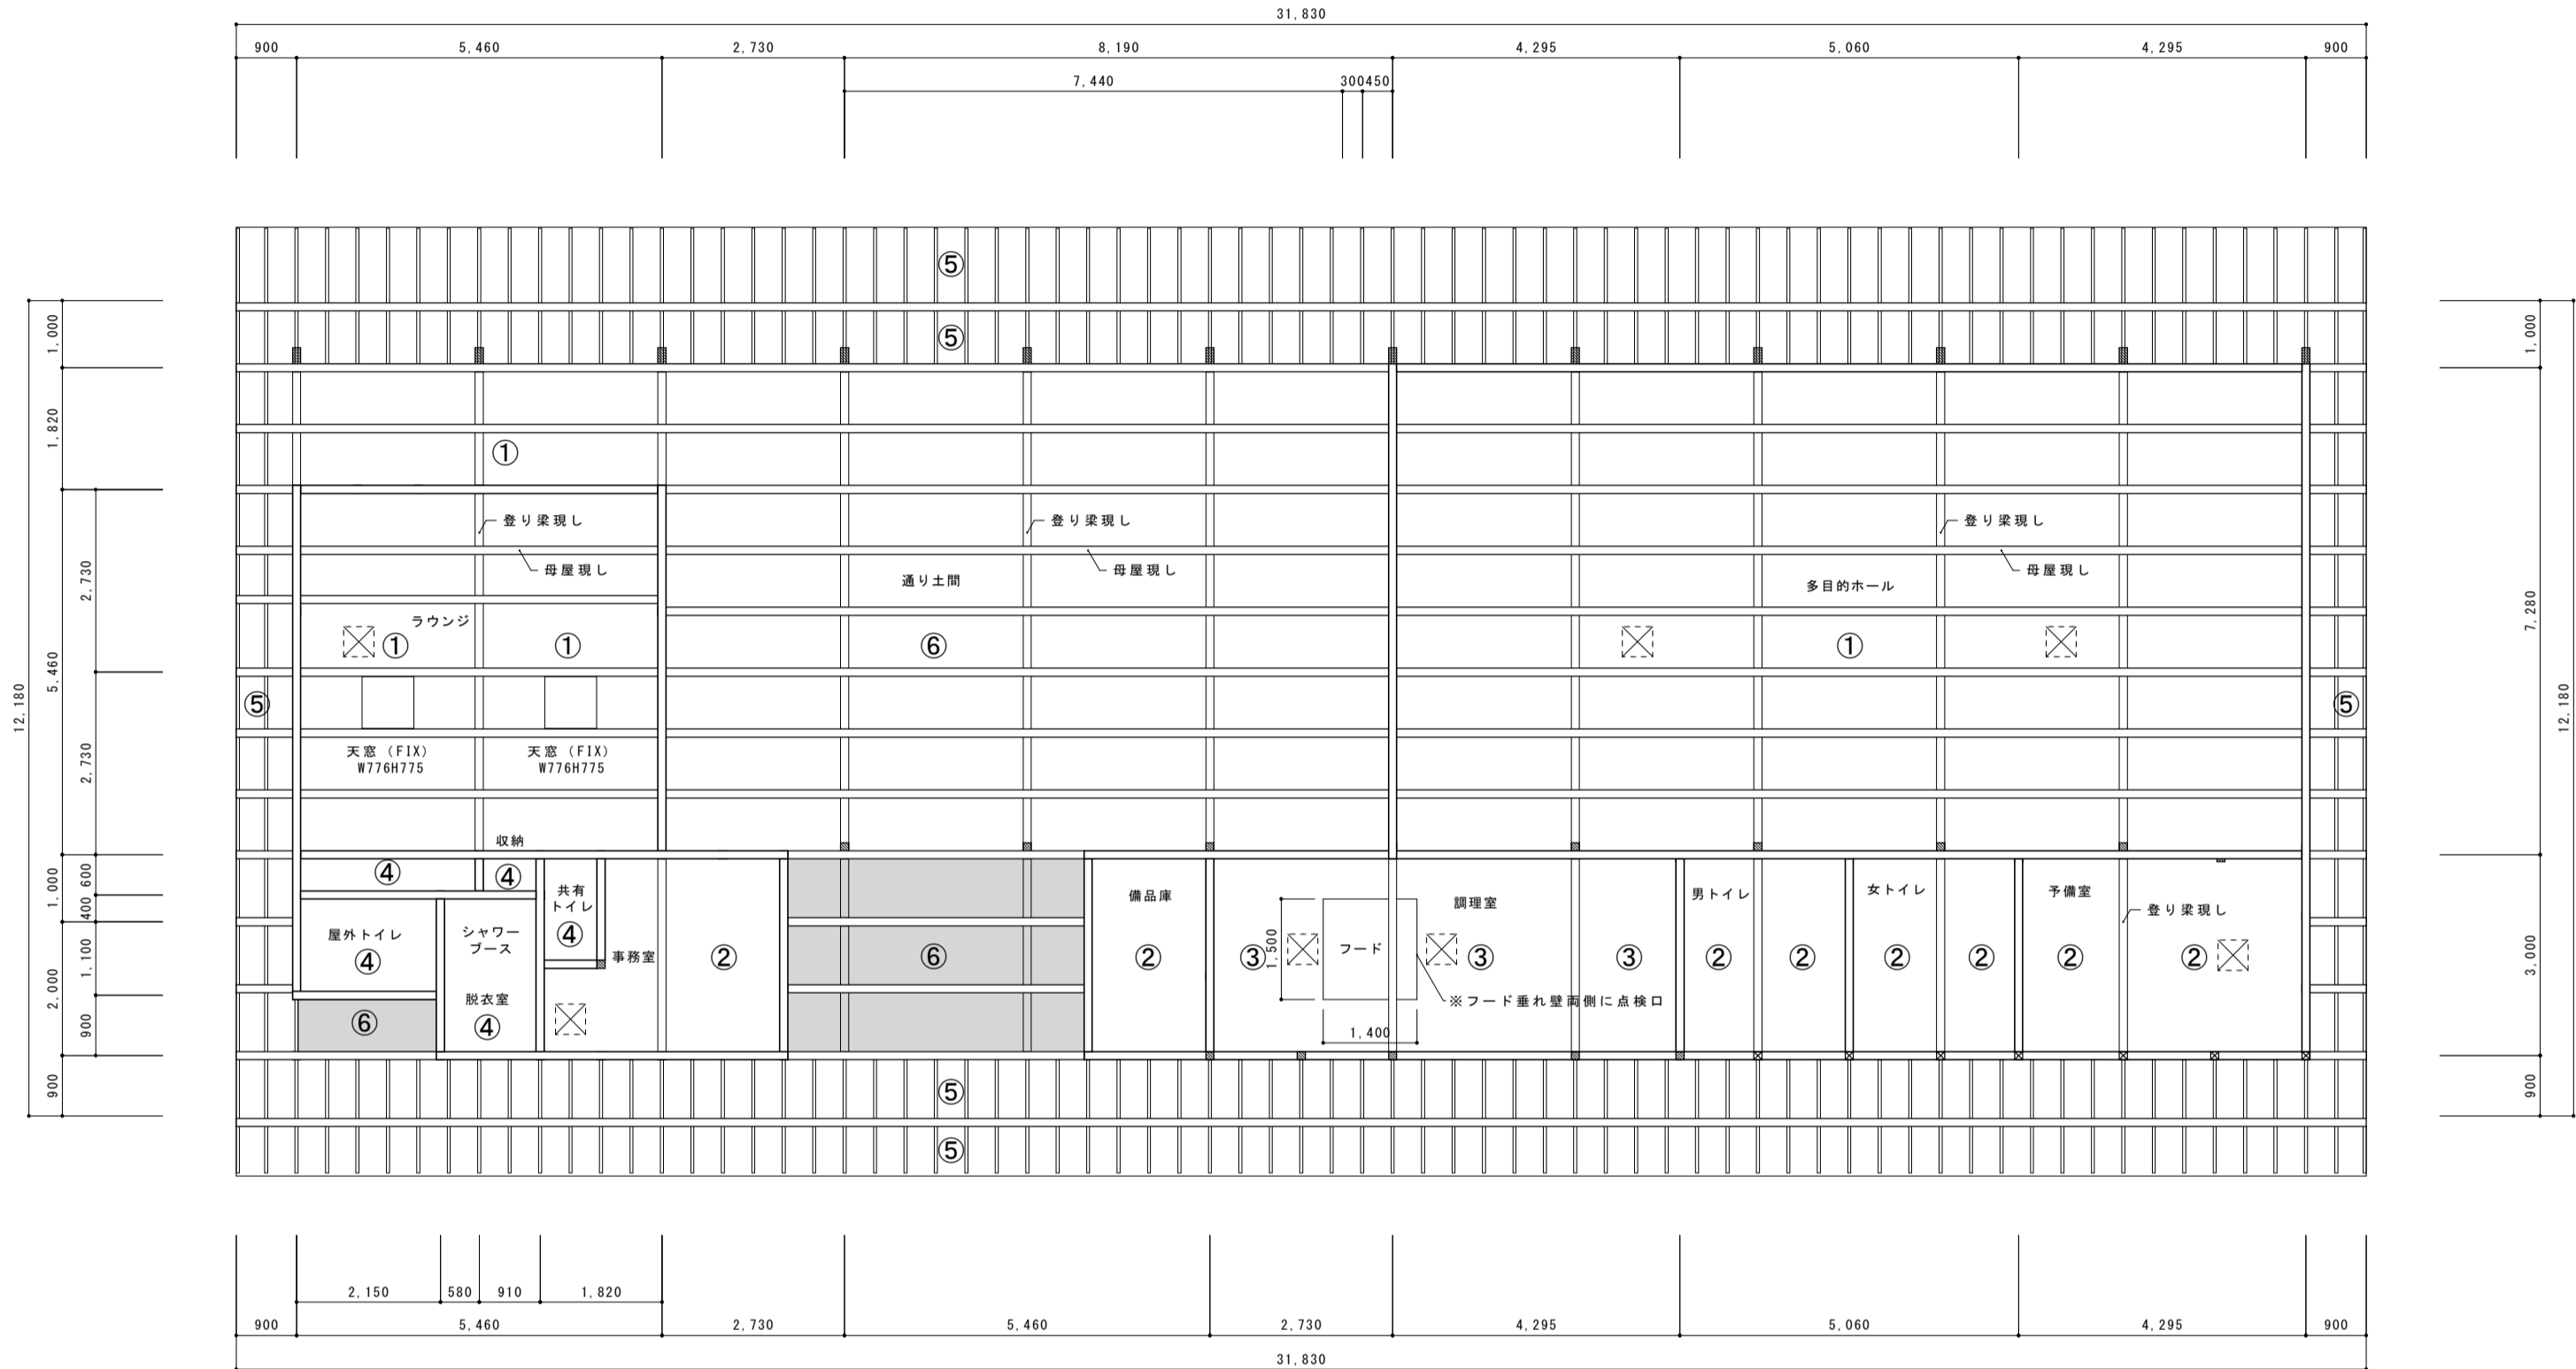 31,830
900 5,460 2,730 8,190 4,295 5,060 4,295 900
7,440 300 450
⑤
⑤
1,000
1,000
1,820
①
登り梁現し 登り梁現し 登り梁現し
母屋現し 母屋現し 母屋現し
通り土間 多目的ホール
2,730
ラウンジ
① ① ⑥ ①
7,280
5,460
12,180
12,180
⑤ ⑤
2,730
天窓（FIX） 天窓（FIX）
W776H775 W776H775
収納
④ ④
600
1,000
400
共有
トイレ
④
備品庫 調理室 男トイレ 女トイレ 予備室
登り梁現し
屋外トイレ
④
シャワー
ブース
事務室
② ⑥ ② ③ フード ③ ③ ② ② ② ② ② ②
1,500
1,100
3,000
2,000
脱衣室
④
※フード垂れ壁両側に点検口
⑥
900
1,400
900
900
⑤
⑤
2,150 580 910 1,820
900 5,460 2,730 5,460 2,730 4,295 5,060 4,295 900
31,830